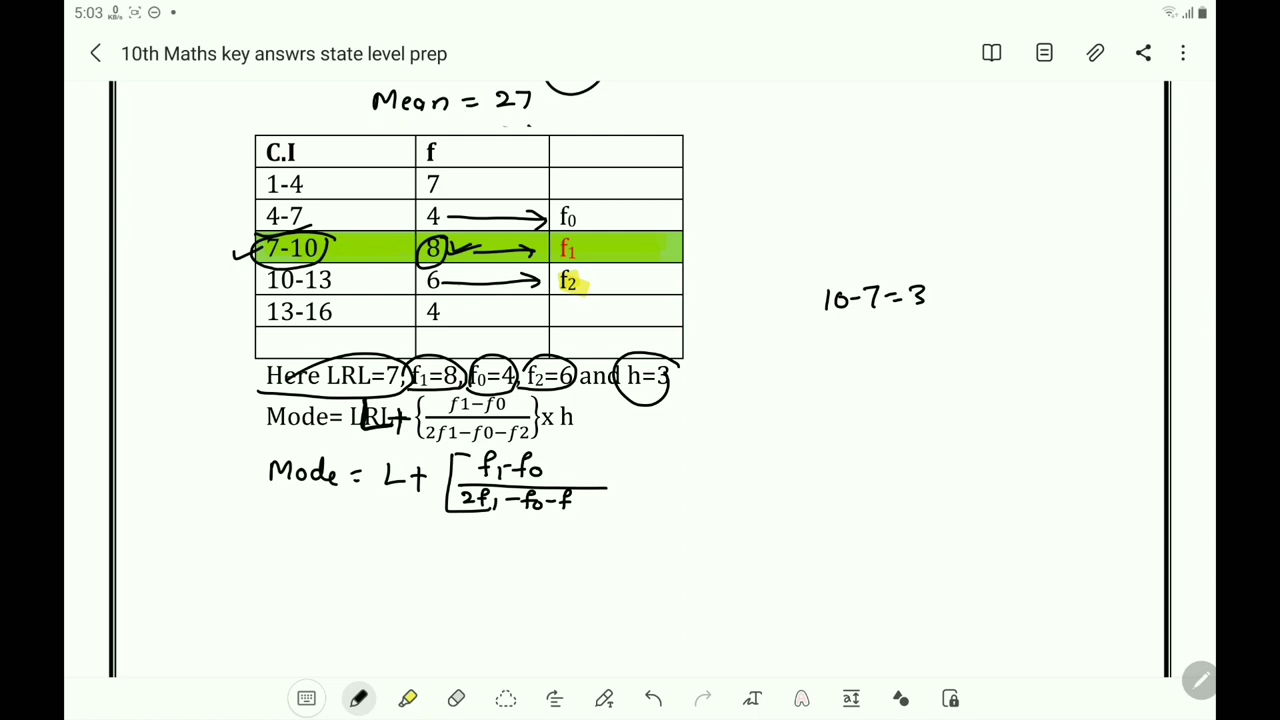 5:03 0 KB/s
10th Maths key answrs state level prep
Mean = 27
C.I f
1-4 7
4-7 4 f₀
7-10 8 f₁
10-13 6 f₂
13-16 4
10-7=3
Here LRL=7, f₁=8, f₀=4, f₂=6 and h=3
Mode= LRL+ {f1−f0 / 2f1−f0−f2} x h
L
Mode = L+ [f₁-f₀ / 2f₁-f₀-f